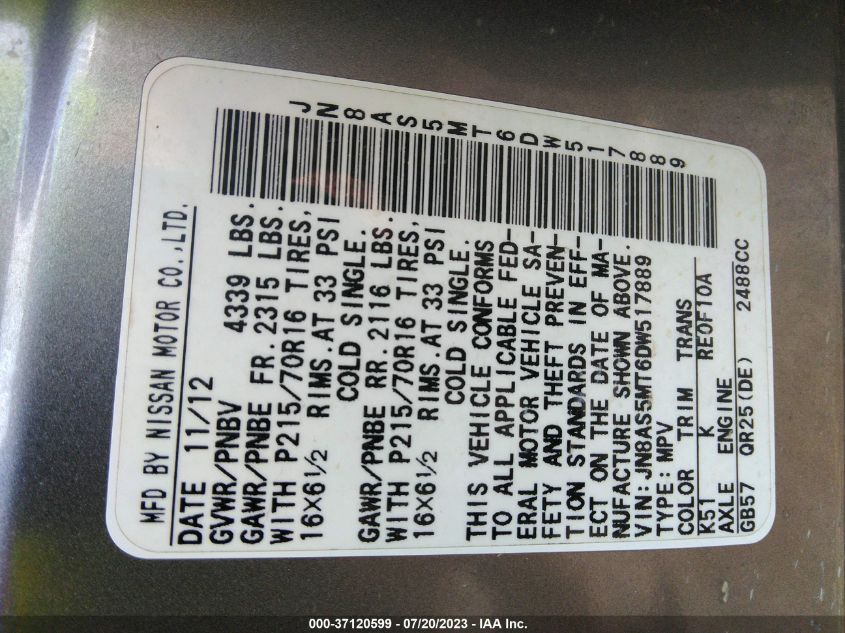 MFD BY NISSAN MOTOR CO.,LTD.
DATE 11/12
GVWR/PNBV 4339 LBS.
GAWR/PNBE FR. 2315 LBS.
WITH P215/70R16 TIRES,
16X6½ RIMS. AT 33 PSI
COLD SINGLE.
GAWR/PNBE RR. 2116 LBS.
WITH P215/70R16 TIRES,
16X6½ RIMS. AT 33 PSI
COLD SINGLE.
THIS VEHICLE CONFORMS
TO ALL APPLICABLE FED-
ERAL MOTOR VEHICLE SA-
FETY AND THEFT PREVEN-
TION STANDARDS IN EFF-
ECT ON THE DATE OF MA-
NUFACTURE SHOWN ABOVE.
VIN: JN8AS5MT6DW517889
TYPE: MPV
COLOR TRIM TRANS
K51 K RE0F10A
AXLE ENGINE
GB57 QR25(DE) 2488CC
JN8AS5MT6DW517889
000-37120599 - 07/20/2023 - IAA Inc.